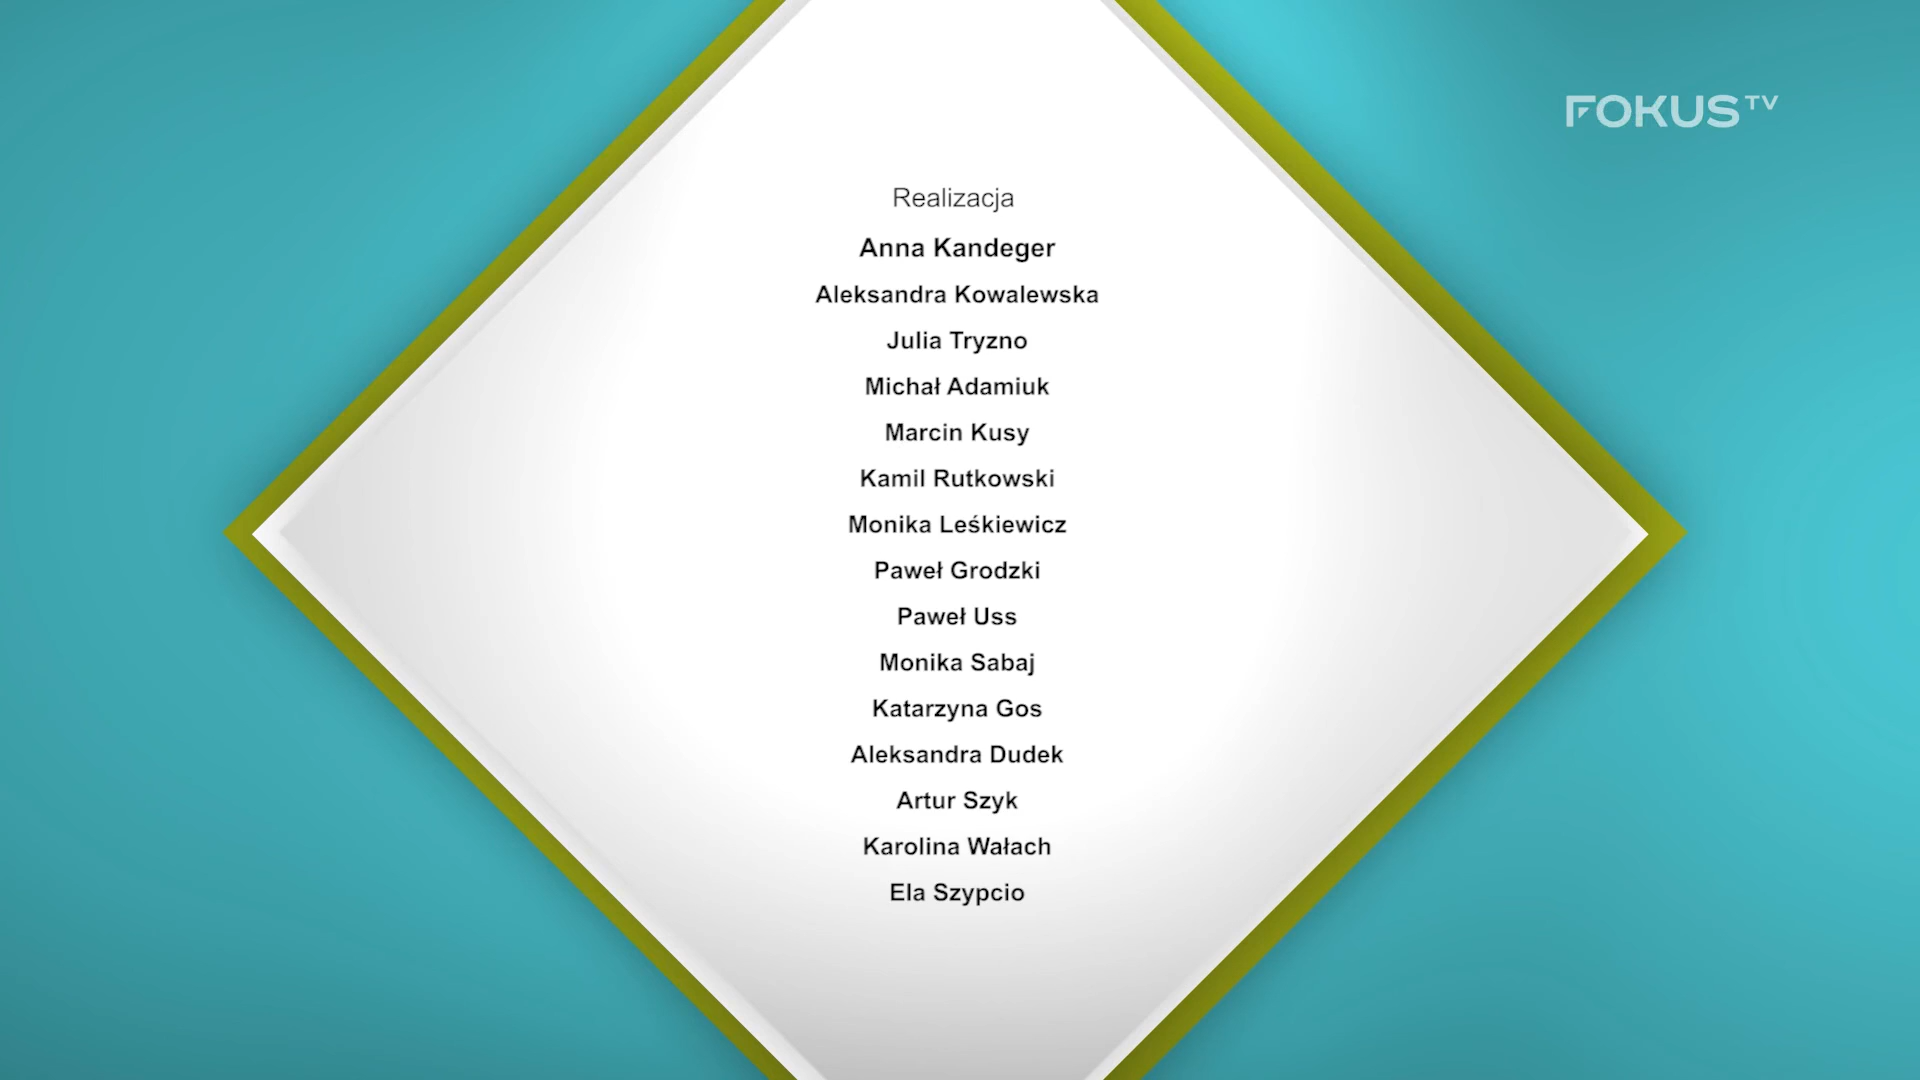 FOKUS TV
Realizacja
Anna Kandeger
Aleksandra Kowalewska
Julia Tryzno
Michał Adamiuk
Marcin Kusy
Kamil Rutkowski
Monika Leśkiewicz
Paweł Grodzki
Paweł Uss
Monika Sabaj
Katarzyna Gos
Aleksandra Dudek
Artur Szyk
Karolina Wałach
Ela Szypcio